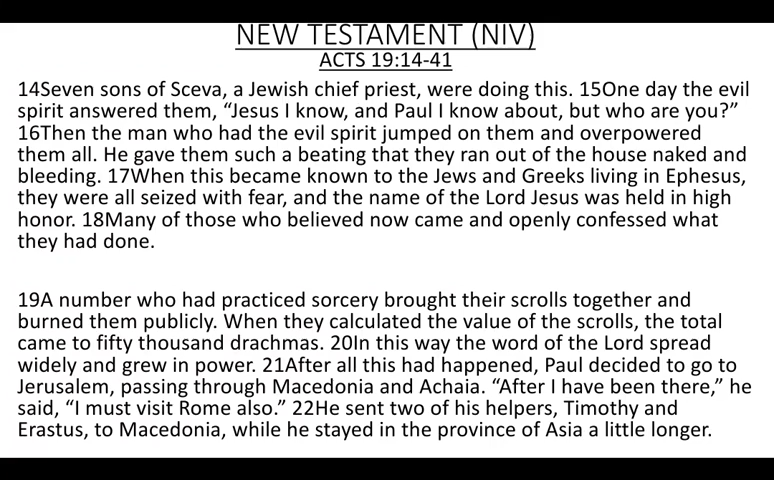 NEW TESTAMENT (NIV)
ACTS 19:14-41
14Seven sons of Sceva, a Jewish chief priest, were doing this. 15One day the evil
spirit answered them, “Jesus I know, and Paul I know about, but who are you?”
16Then the man who had the evil spirit jumped on them and overpowered
them all. He gave them such a beating that they ran out of the house naked and
bleeding. 17When this became known to the Jews and Greeks living in Ephesus,
they were all seized with fear, and the name of the Lord Jesus was held in high
honor. 18Many of those who believed now came and openly confessed what
they had done.
19A number who had practiced sorcery brought their scrolls together and
burned them publicly. When they calculated the value of the scrolls, the total
came to fifty thousand drachmas. 20In this way the word of the Lord spread
widely and grew in power. 21After all this had happened, Paul decided to go to
Jerusalem, passing through Macedonia and Achaia. “After I have been there,” he
said, “I must visit Rome also.” 22He sent two of his helpers, Timothy and
Erastus, to Macedonia, while he stayed in the province of Asia a little longer.